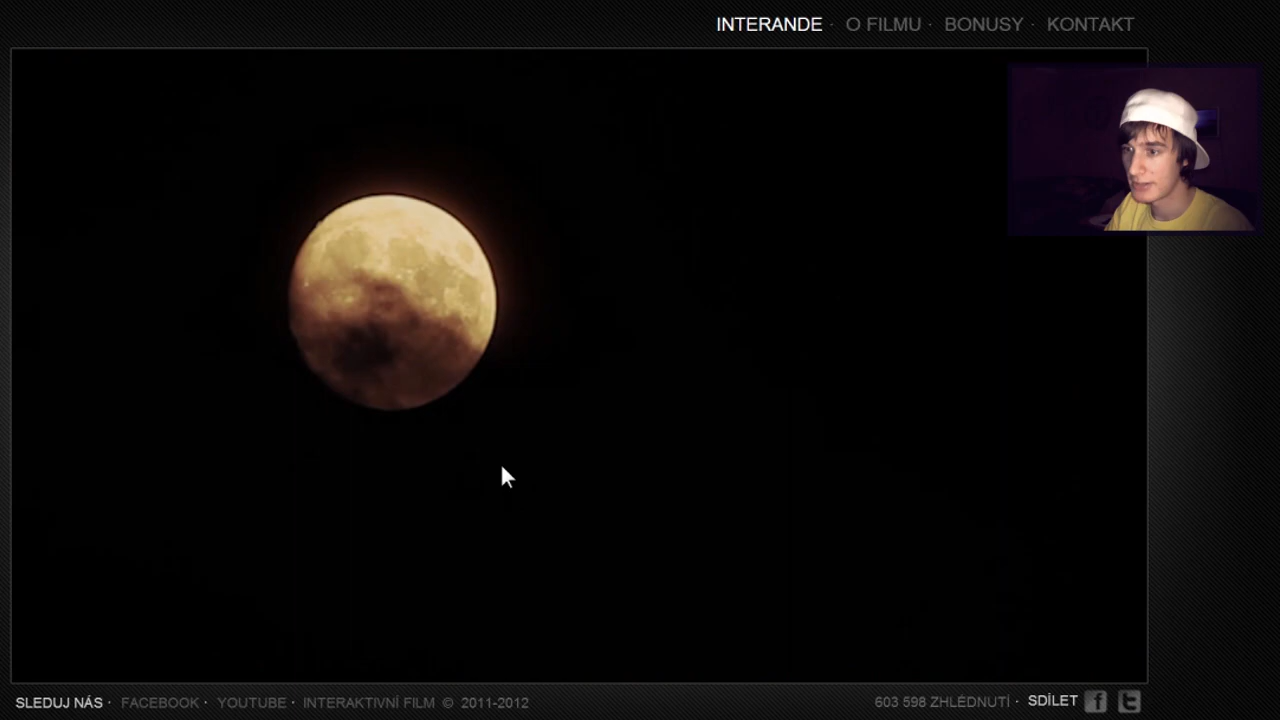 INTERANDE · O FILMU · BONUSY · KONTAKT
SLEDUJ NÁS · FACEBOOK · YOUTUBE · INTERAKTIVNÍ FILM © 2011-2012
603 598 ZHLÉDNUTÍ · SDÍLET